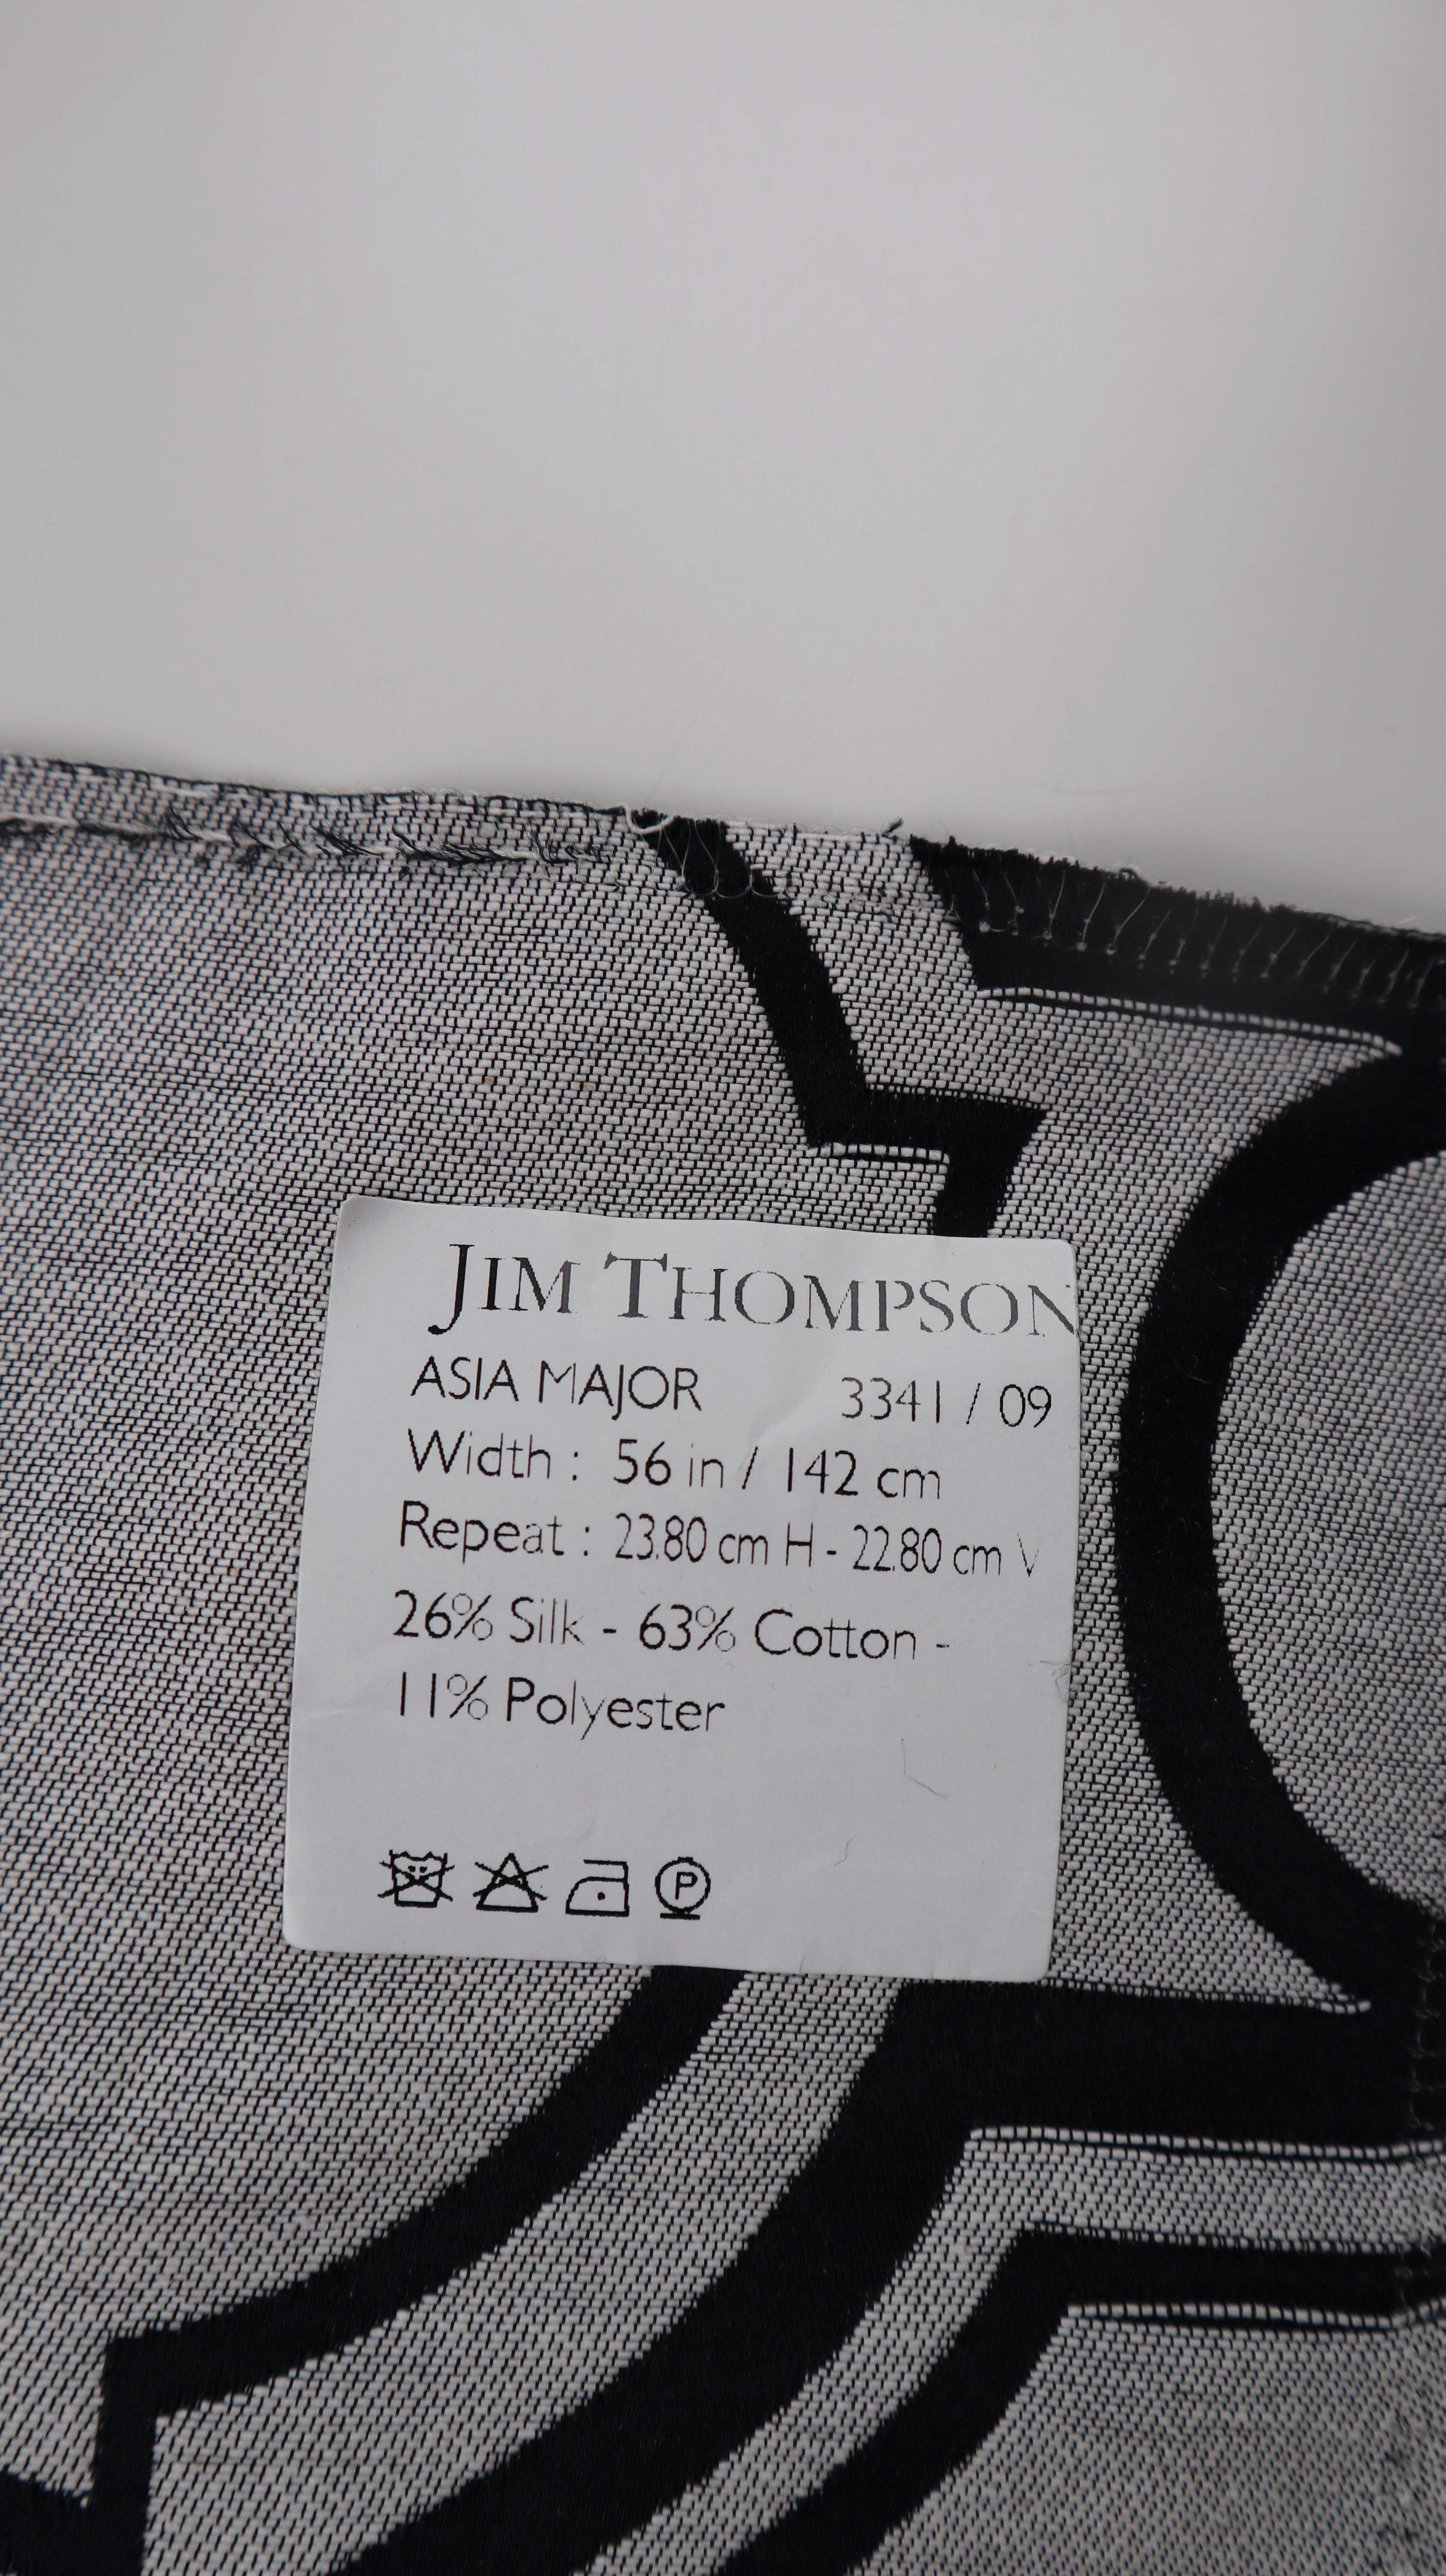 JIM THOMPSON
ASIA MAJOR 3341 / 09
Width : 56 in / 142 cm
Repeat : 23.80 cm H - 22.80 cm V
26% Silk - 63% Cotton -
11% Polyester
P